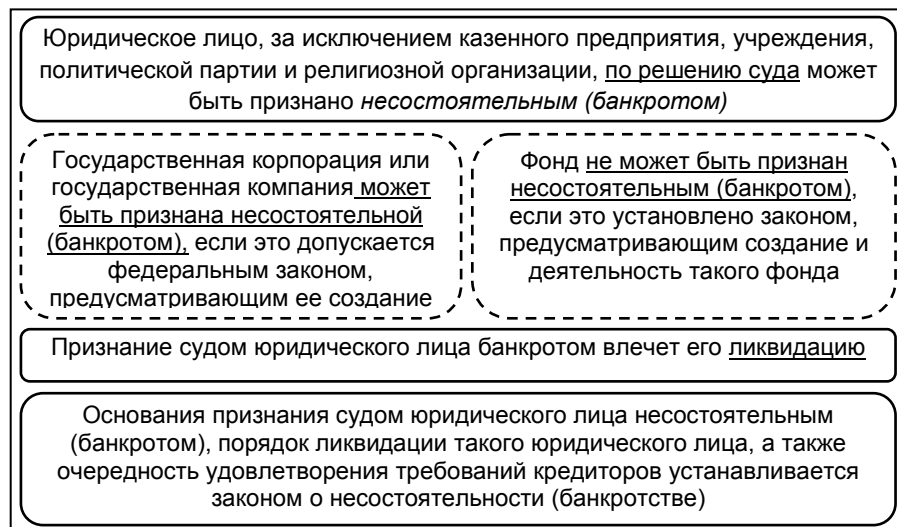 Юридическое лицо, за исключением казенного предприятия, учреждения,
политической партии и религиозной организации, по решению суда может
быть признано несостоятельным (банкротом)
Государственная корпорация или
государственная компания может
быть признана несостоятельной
(банкротом), если это допускается
федеральным законом,
предусматривающим ее создание
Фонд не может быть признан
несостоятельным (банкротом),
если это установлено законом,
предусматривающим создание и
деятельность такого фонда
Признание судом юридического лица банкротом влечет его ликвидацию
Основания признания судом юридического лица несостоятельным
(банкротом), порядок ликвидации такого юридического лица, а также
очередность удовлетворения требований кредиторов устанавливается
законом о несостоятельности (банкротстве)